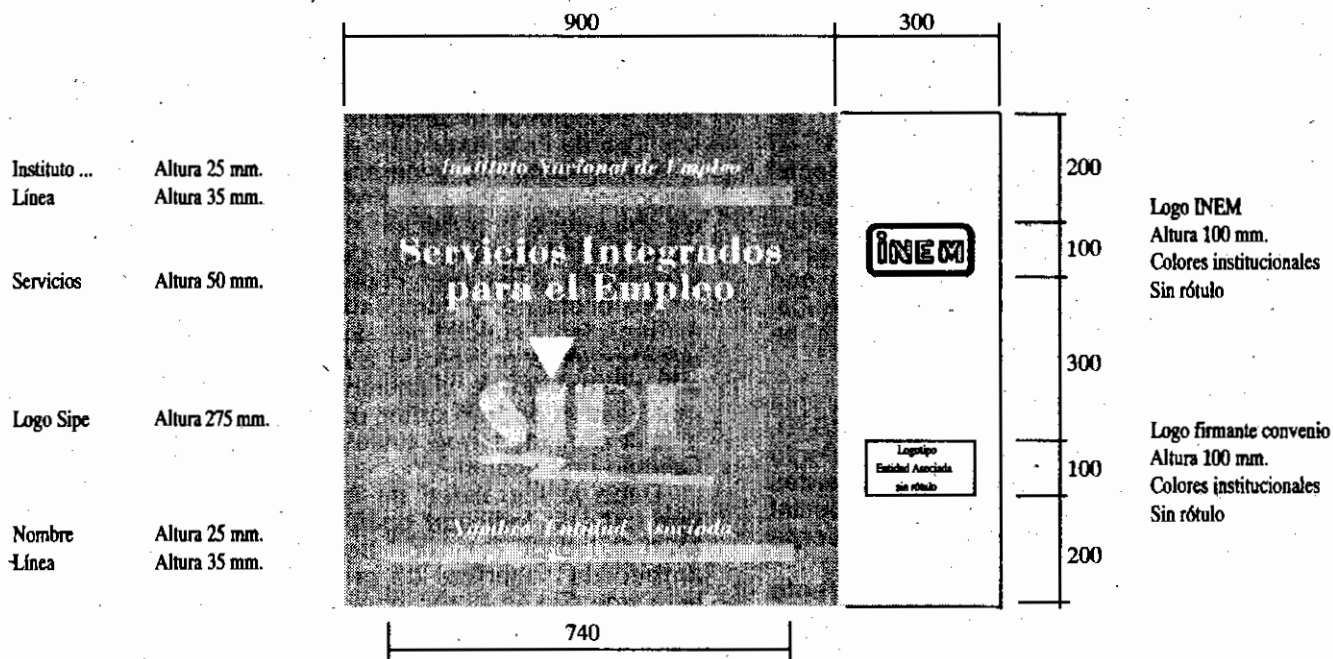 900
300
Instituto ...
Altura 25 mm.
Línea
Altura 35 mm.
Servicios
Altura 50 mm.
Logo Sipe
Altura 275 mm.
Nombre
Altura 25 mm.
Línea
Altura 35 mm.
Instituto Nacional de Empleo
Servicios Integrados
para el Empleo
Nombre Entidad Asociada
740
INEM
Logotipo
Entidad Asociada
sin rótulo
200
100
300
100
200
Logo INEM
Altura 100 mm.
Colores institucionales
Sin rótulo
Logo firmante convenio
Altura 100 mm.
Colores institucionales
Sin rótulo